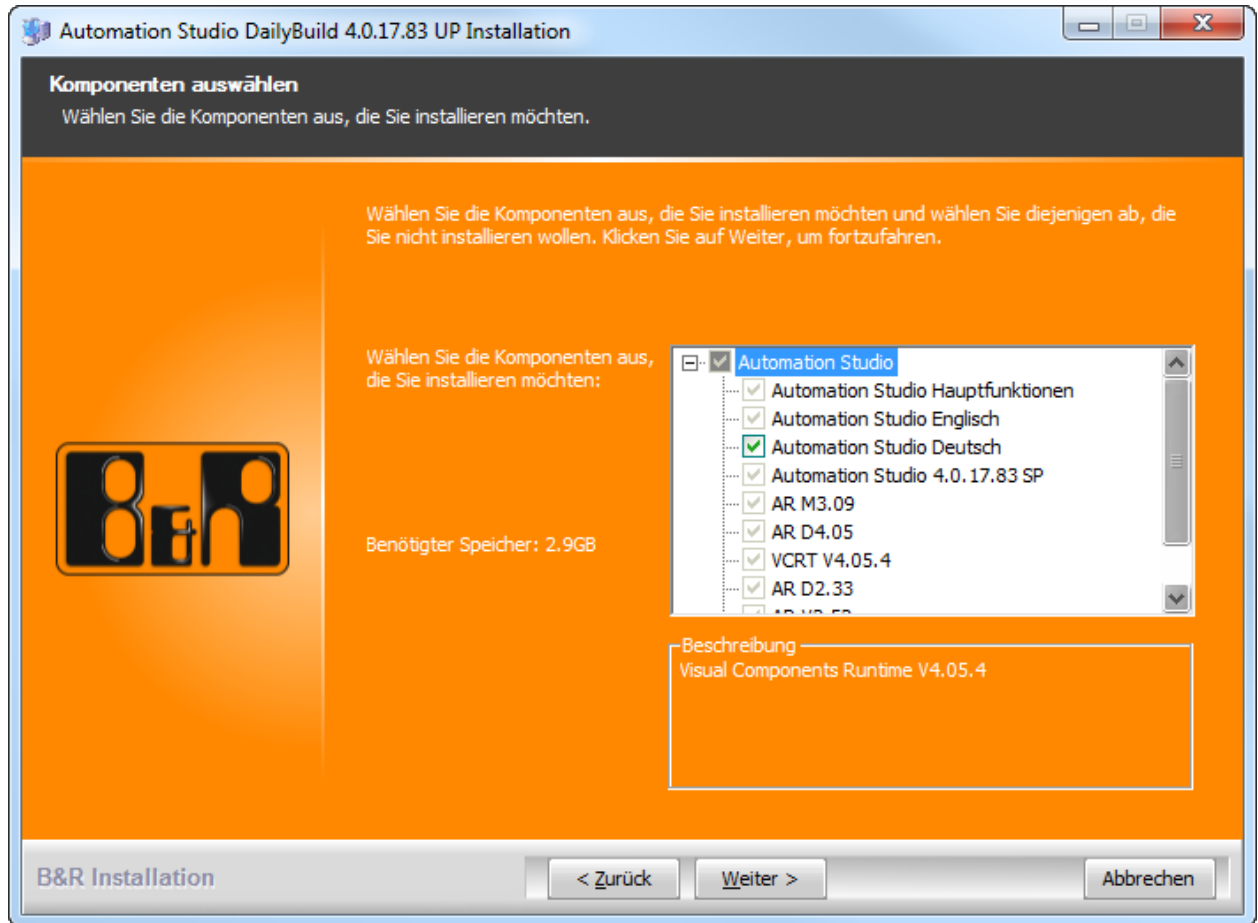 Automation Studio DailyBuild 4.0.17.83 UP Installation
Komponenten auswählen
Wählen Sie die Komponenten aus, die Sie installieren möchten.
Wählen Sie die Komponenten aus, die Sie installieren möchten und wählen Sie diejenigen ab, die
Sie nicht installieren wollen. Klicken Sie auf Weiter, um fortzufahren.
Wählen Sie die Komponenten aus,
die Sie installieren möchten:
Automation Studio
Automation Studio Hauptfunktionen
Automation Studio Englisch
Automation Studio Deutsch
Automation Studio 4.0.17.83 SP
AR M3.09
AR D4.05
VCRT V4.05.4
AR D2.33
B&R
Benötigter Speicher: 2.9GB
Beschreibung
Visual Components Runtime V4.05.4
B&R Installation
< Zurück
Weiter >
Abbrechen